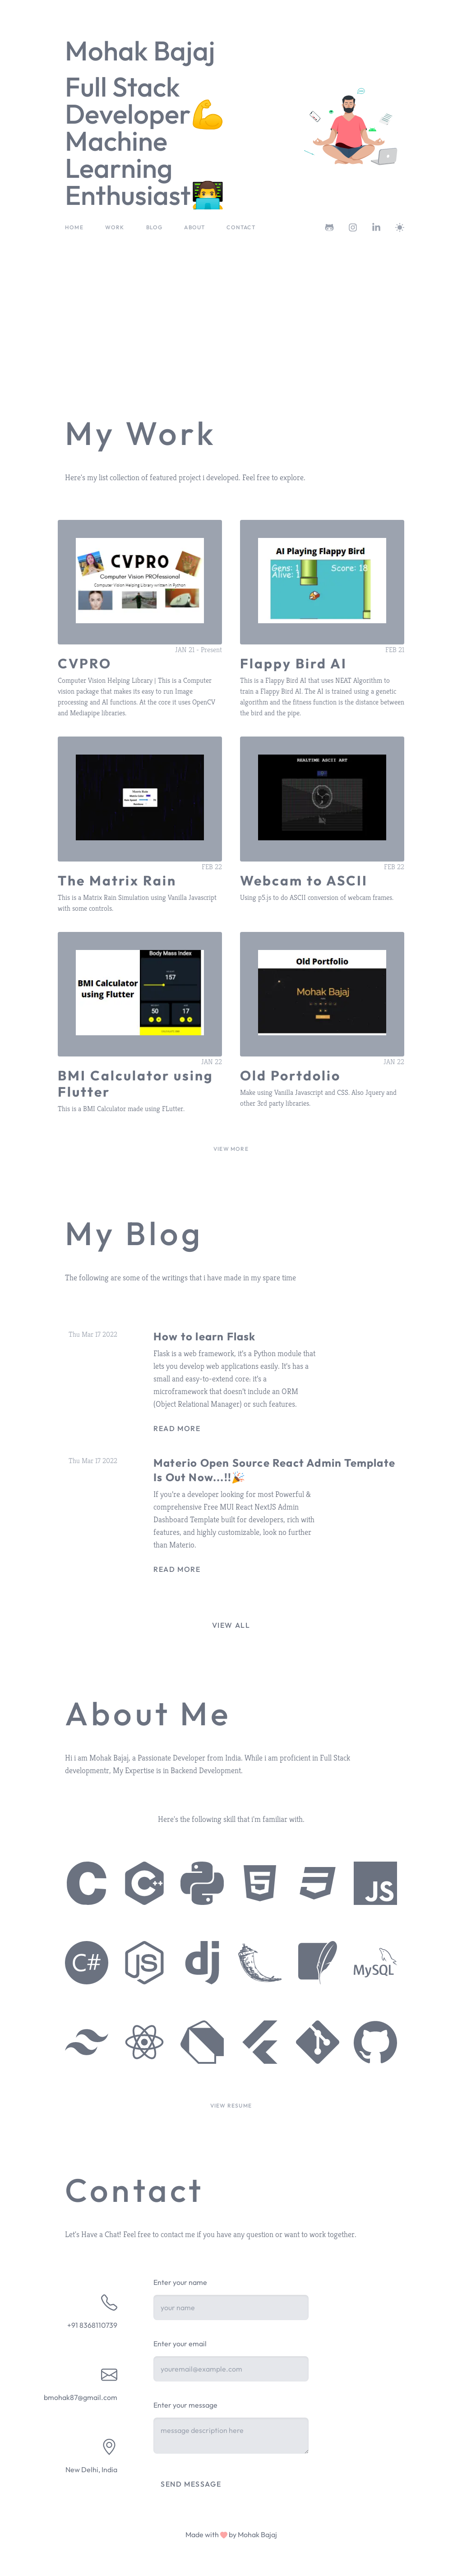 Mohak Bajaj
Full Stack
Developer💪
Machine
Learning
Enthusiast👨‍💻
HOME WORK BLOG ABOUT CONTACT
My Work
Here's my list collection of featured project i developed. Feel free to explore.
CVPRO
Computer Vision PROfessional
Computer Vision Helping Library written in Python
JAN 21 - Present
CVPRO
Computer Vision Helping Library | This is a Computer
vision package that makes its easy to run Image
processing and AI functions. At the core it uses OpenCV
and Mediapipe libraries.
AI Playing Flappy Bird
Gens: 1
Alive: 1
Score: 18
FEB 21
Flappy Bird AI
This is a Flappy Bird AI that uses NEAT Algorithm to
train a Flappy Bird AI. The AI is trained using a genetic
algorithm and the fitness function is the distance between
the bird and the pipe.
FEB 22
The Matrix Rain
This is a Matrix Rain Simulation using Vanilla Javascript
with some controls.
REALTIME ASCII ART
FEB 22
Webcam to ASCII
Using p5.js to do ASCII conversion of webcam frames.
BMI Calculator
using Flutter
Body Mass Index
157
50
17
JAN 22
BMI Calculator using
Flutter
This is a BMI Calculator made using FLutter.
Old Portfolio
Mohak Bajaj
JAN 22
Old Portdolio
Make using Vanilla Javascript and CSS. Also Jquery and
other 3rd party libraries.
VIEW MORE
My Blog
The following are some of the writings that i have made in my spare time
Thu Mar 17 2022
How to learn Flask
Flask is a web framework, it's a Python module that
lets you develop web applications easily. It's has a
small and easy-to-extend core: it's a
microframework that doesn't include an ORM
(Object Relational Manager) or such features.
READ MORE
Thu Mar 17 2022
Materio Open Source React Admin Template
Is Out Now...!!🎉
If you're a developer looking for most Powerful &
comprehensive Free MUI React NextJS Admin
Dashboard Template built for developers, rich with
features, and highly customizable, look no further
than Materio.
READ MORE
VIEW ALL
About Me
Hi i am Mohak Bajaj, a Passionate Developer from India. While i am proficient in Full Stack
developmentr, My Expertise is in Backend Development.
Here's the following skill that i'm familiar with.
C C++ 5 3 JS
C# JS dj MySQL
VIEW RESUME
Contact
Let's Have a Chat! Feel free to contact me if you have any question or want to work together.
+91 8368110739
bmohak87@gmail.com
New Delhi, India
Enter your name
your name
Enter your email
youremail@example.com
Enter your message
message description here
SEND MESSAGE
Made with ❤ by Mohak Bajaj